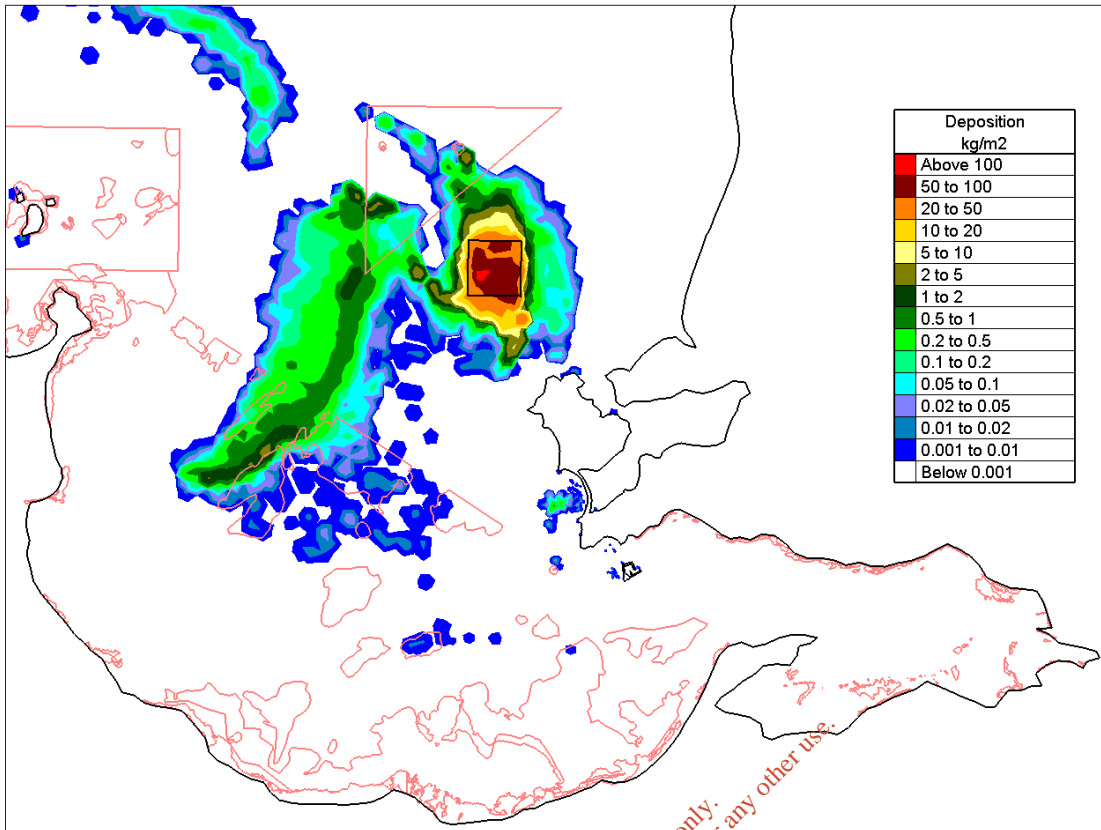 Deposition
kg/m2
Above 100
50 to 100
20 to 50
10 to 20
5 to 10
2 to 5
1 to 2
0.5 to 1
0.2 to 0.5
0.1 to 0.2
0.05 to 0.1
0.02 to 0.05
0.01 to 0.02
0.001 to 0.01
Below 0.001
only.
any other use.